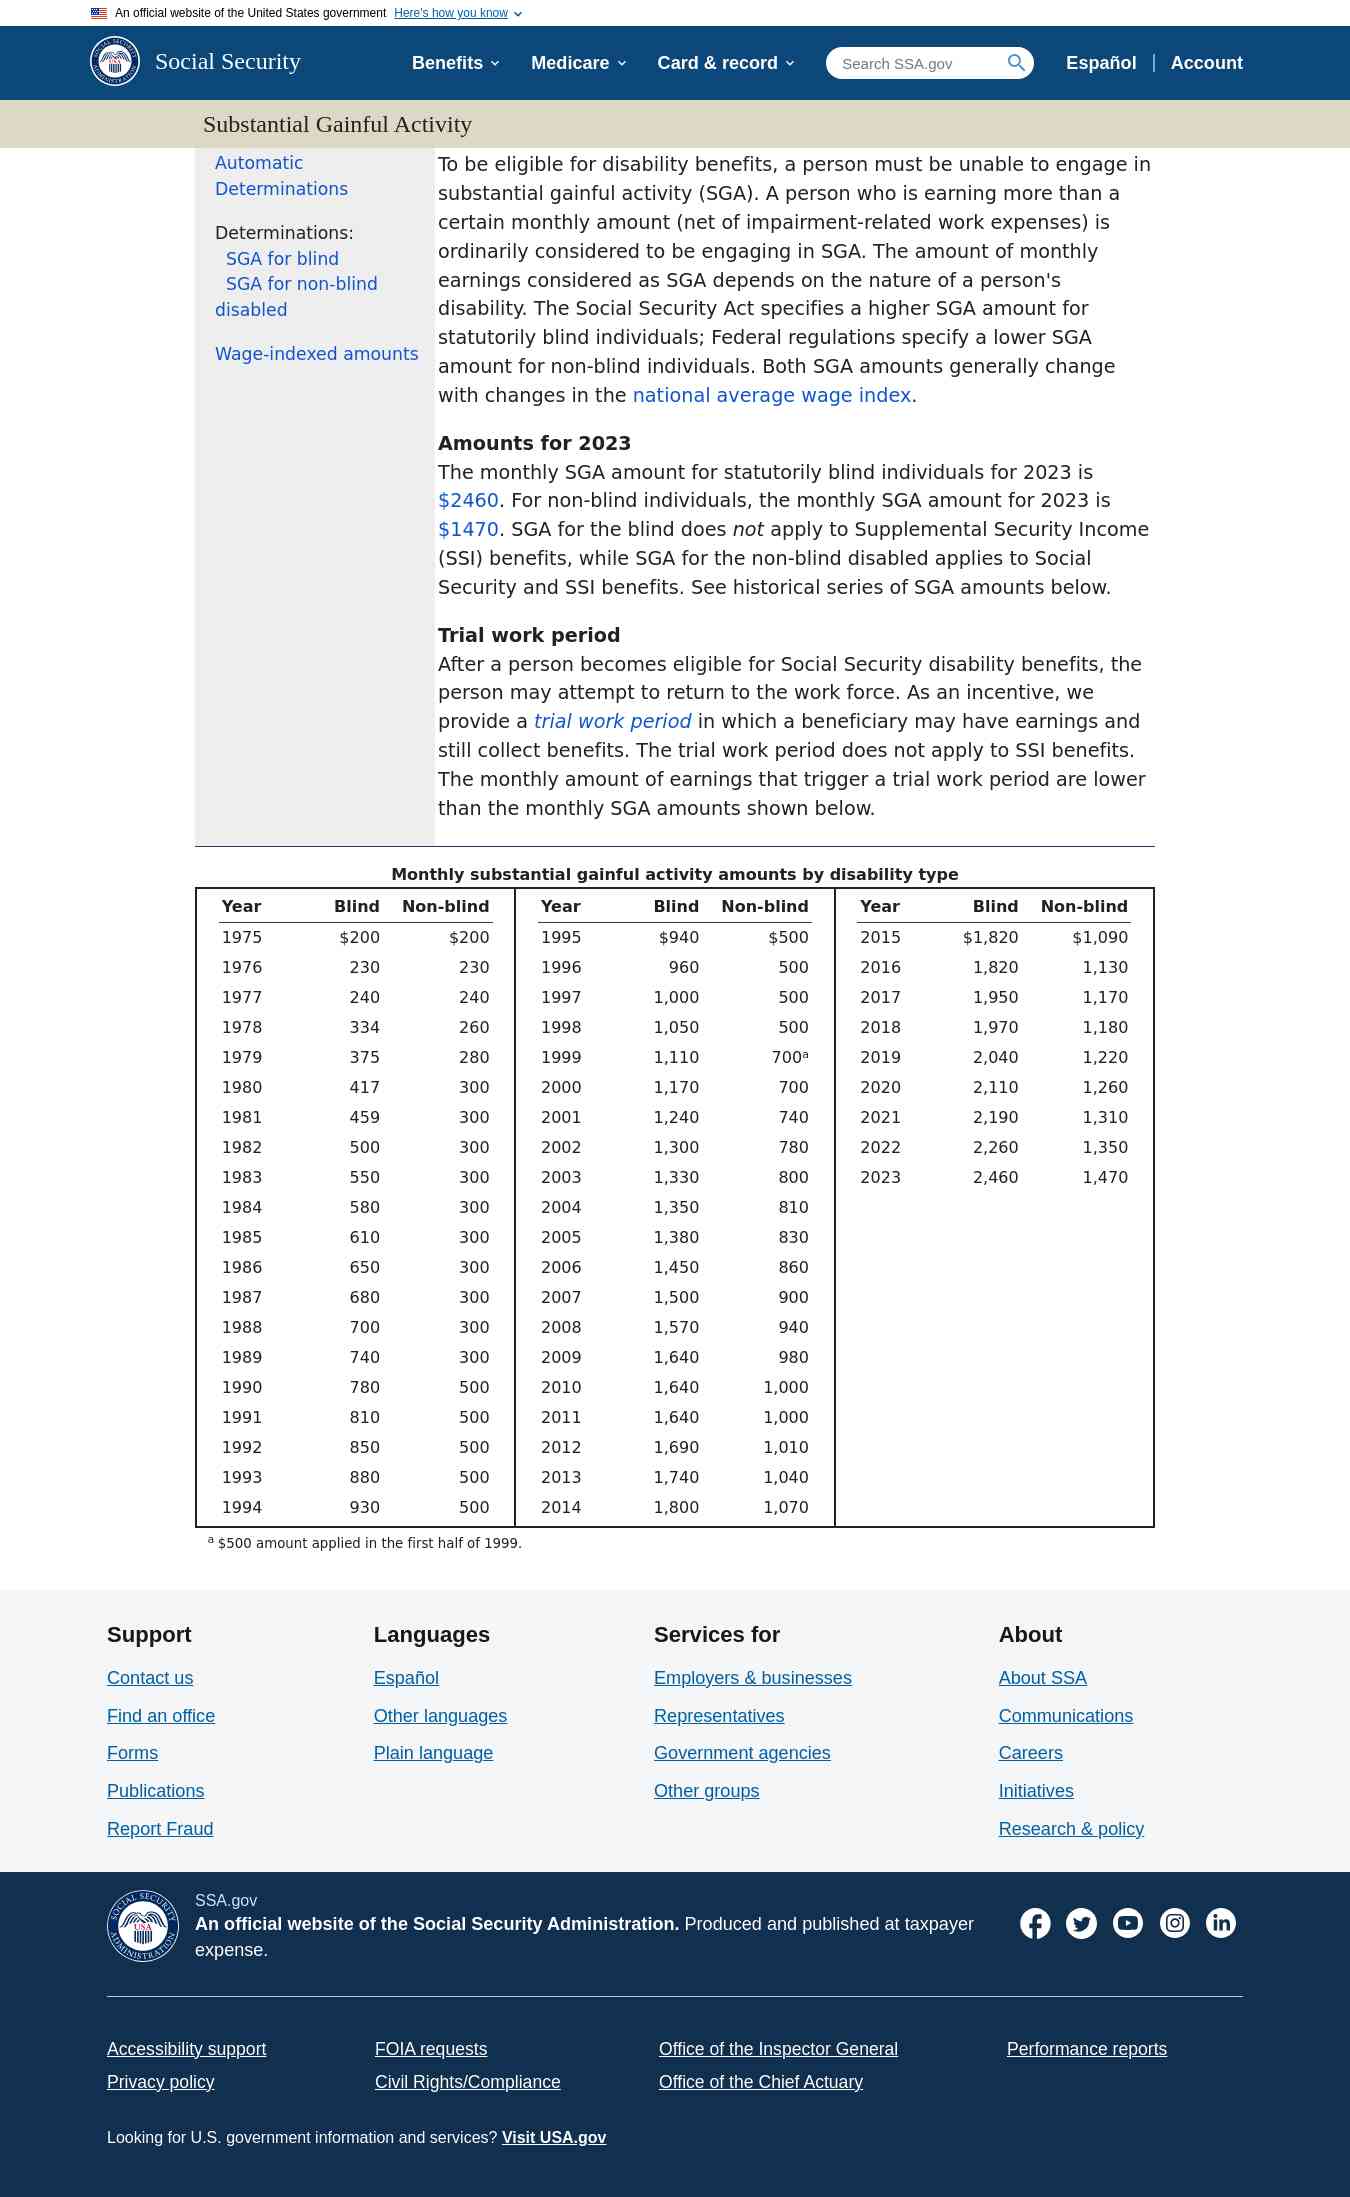 An official website of the United States government Here's how you know
Social Security
Benefits Medicare Card & record Search SSA.gov Español Account
Substantial Gainful Activity
Automatic
Determinations
Determinations:
SGA for blind
SGA for non-blind
disabled
Wage-indexed amounts
To be eligible for disability benefits, a person must be unable to engage in
substantial gainful activity (SGA). A person who is earning more than a
certain monthly amount (net of impairment-related work expenses) is
ordinarily considered to be engaging in SGA. The amount of monthly
earnings considered as SGA depends on the nature of a person's
disability. The Social Security Act specifies a higher SGA amount for
statutorily blind individuals; Federal regulations specify a lower SGA
amount for non-blind individuals. Both SGA amounts generally change
with changes in the national average wage index.
Amounts for 2023
The monthly SGA amount for statutorily blind individuals for 2023 is
$2460. For non-blind individuals, the monthly SGA amount for 2023 is
$1470. SGA for the blind does not apply to Supplemental Security Income
(SSI) benefits, while SGA for the non-blind disabled applies to Social
Security and SSI benefits. See historical series of SGA amounts below.
Trial work period
After a person becomes eligible for Social Security disability benefits, the
person may attempt to return to the work force. As an incentive, we
provide a trial work period in which a beneficiary may have earnings and
still collect benefits. The trial work period does not apply to SSI benefits.
The monthly amount of earnings that trigger a trial work period are lower
than the monthly SGA amounts shown below.
Monthly substantial gainful activity amounts by disability type
Year Blind Non-blind Year Blind Non-blind Year Blind Non-blind
1975 $200 $200 1995 $940 $500 2015 $1,820 $1,090
1976 230 230 1996 960 500 2016 1,820 1,130
1977 240 240 1997 1,000 500 2017 1,950 1,170
1978 334 260 1998 1,050 500 2018 1,970 1,180
1979 375 280 1999 1,110 700a 2019 2,040 1,220
1980 417 300 2000 1,170 700 2020 2,110 1,260
1981 459 300 2001 1,240 740 2021 2,190 1,310
1982 500 300 2002 1,300 780 2022 2,260 1,350
1983 550 300 2003 1,330 800 2023 2,460 1,470
1984 580 300 2004 1,350 810
1985 610 300 2005 1,380 830
1986 650 300 2006 1,450 860
1987 680 300 2007 1,500 900
1988 700 300 2008 1,570 940
1989 740 300 2009 1,640 980
1990 780 500 2010 1,640 1,000
1991 810 500 2011 1,640 1,000
1992 850 500 2012 1,690 1,010
1993 880 500 2013 1,740 1,040
1994 930 500 2014 1,800 1,070
a $500 amount applied in the first half of 1999.
Support Languages Services for About
Contact us Español Employers & businesses About SSA
Find an office Other languages Representatives Communications
Forms Plain language Government agencies Careers
Publications Other groups Initiatives
Report Fraud Research & policy
SOCIAL SECURITY ADMINISTRATION
USA
SSA.gov
An official website of the Social Security Administration. Produced and published at taxpayer
expense.
Accessibility support FOIA requests Office of the Inspector General Performance reports
Privacy policy Civil Rights/Compliance Office of the Chief Actuary
Looking for U.S. government information and services? Visit USA.gov